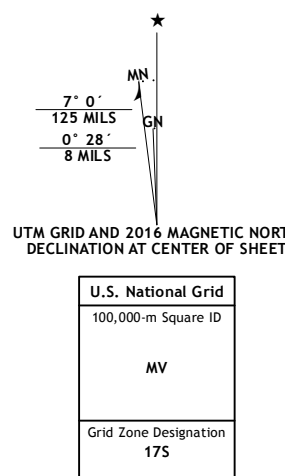 ★
MN
GN
7° 0´
125 MILS
0° 28´
8 MILS
UTM GRID AND 2016 MAGNETIC NORT
DECLINATION AT CENTER OF SHEET
U.S. National Grid
100,000-m Square ID
MV
Grid Zone Designation
17S